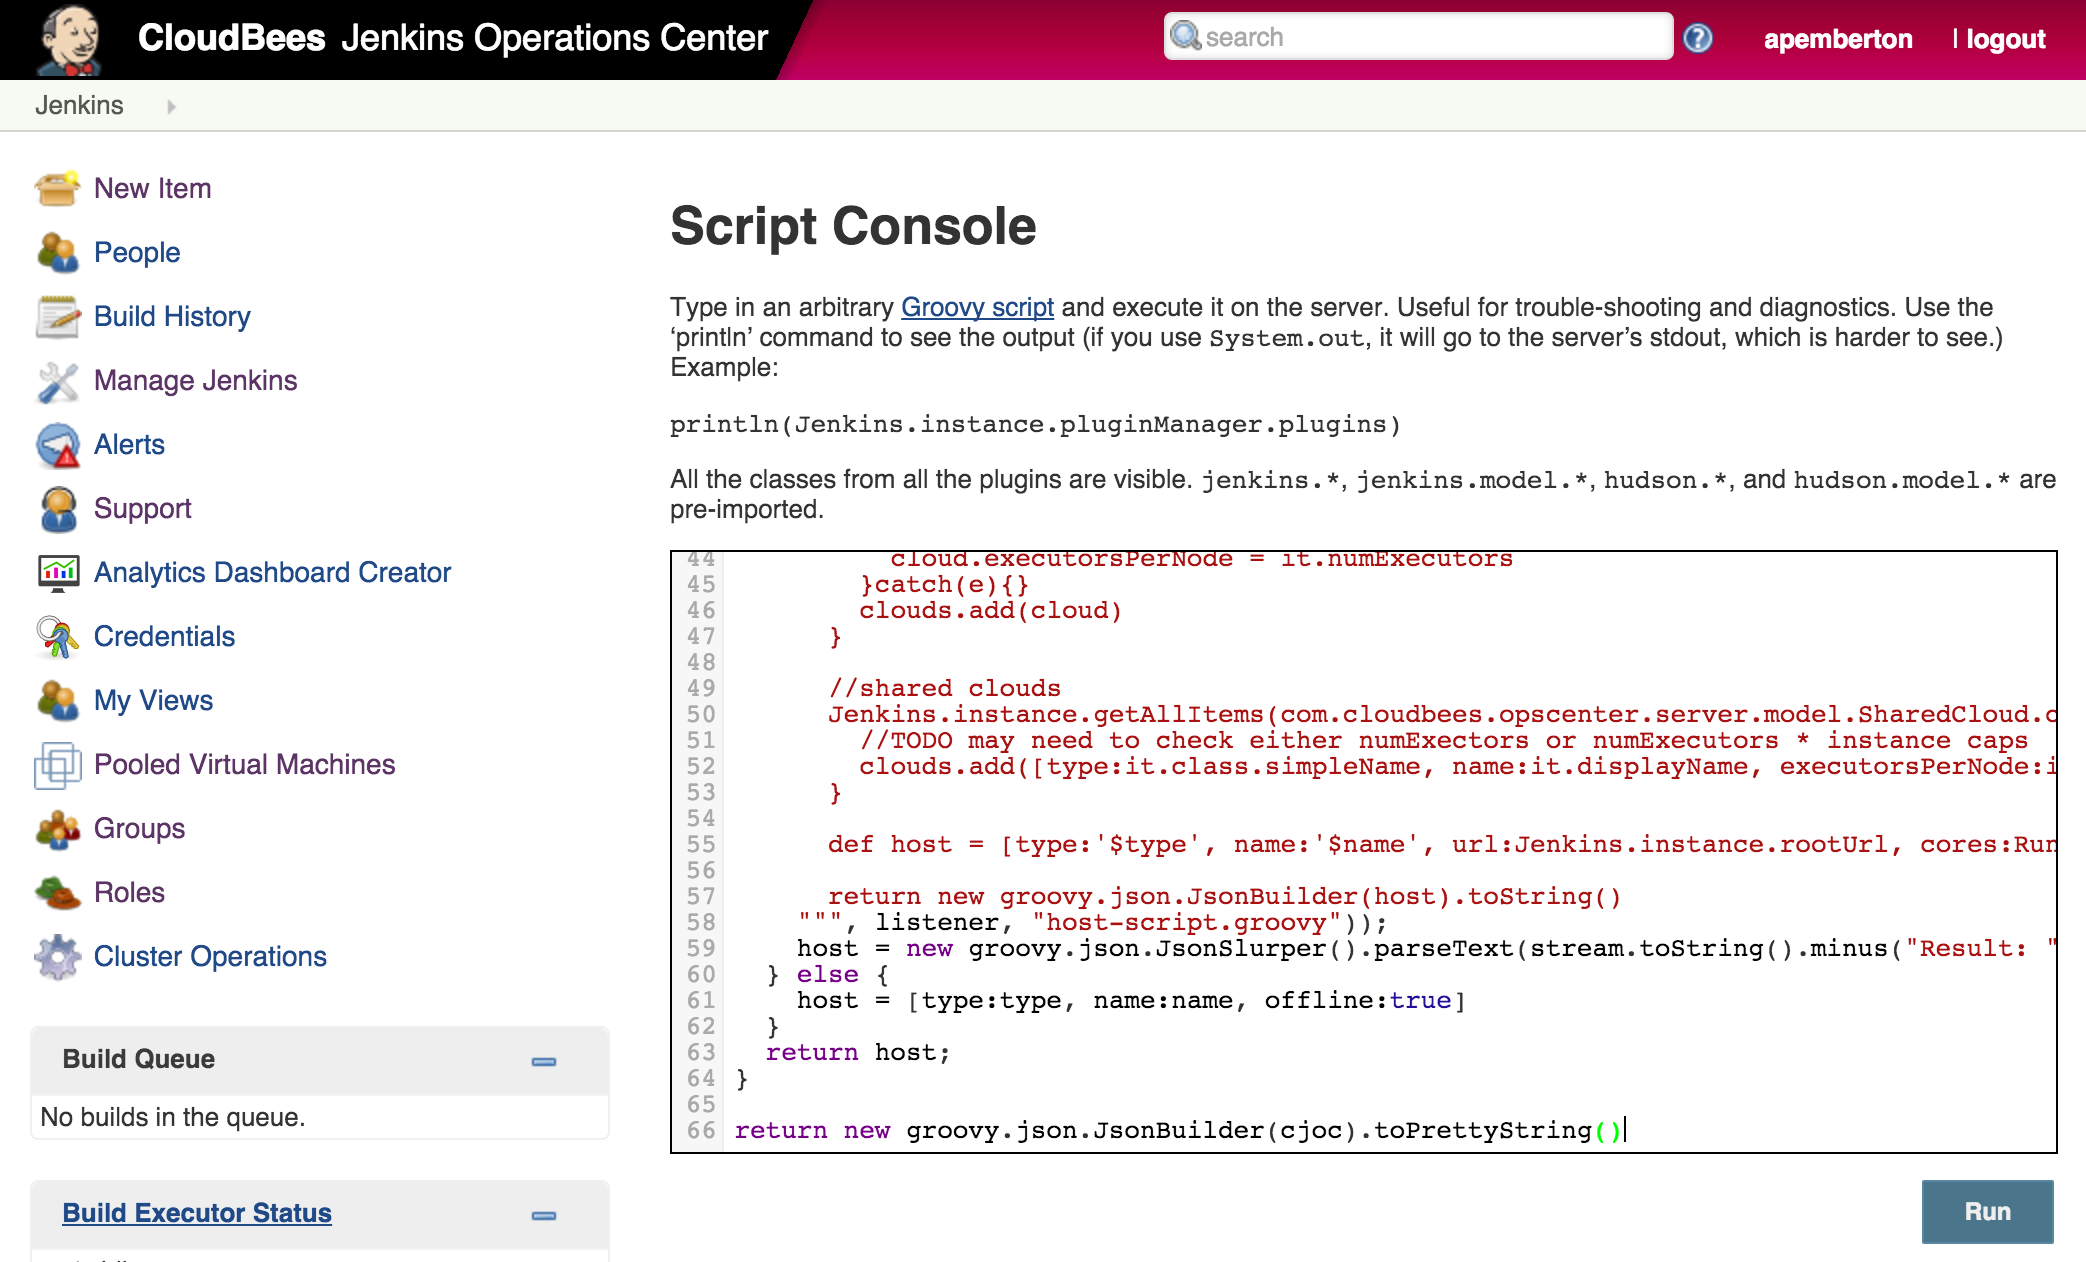 CloudBees Jenkins Operations Center
search
apemberton
| logout
Jenkins
New Item
People
Build History
Manage Jenkins
Alerts
Support
Analytics Dashboard Creator
Credentials
My Views
Pooled Virtual Machines
Groups
Roles
Cluster Operations
Build Queue
No builds in the queue.
Build Executor Status
Script Console
Type in an arbitrary Groovy script and execute it on the server. Useful for trouble-shooting and diagnostics. Use the
‘println’ command to see the output (if you use System.out, it will go to the server’s stdout, which is harder to see.)
Example:
println(Jenkins.instance.pluginManager.plugins)
All the classes from all the plugins are visible. jenkins.*, jenkins.model.*, hudson.*, and hudson.model.* are
pre-imported.
44 cloud.executorsPerNode = it.numExecutors
45 }catch(e){}
46 clouds.add(cloud)
47 }
48
49 //shared clouds
50 Jenkins.instance.getAllItems(com.cloudbees.opscenter.server.model.SharedCloud.c
51 //TODO may need to check either numExectors or numExecutors * instance caps
52 clouds.add([type:it.class.simpleName, name:it.displayName, executorsPerNode:i
53 }
54
55 def host = [type:'$type', name:'$name', url:Jenkins.instance.rootUrl, cores:Run
56
57 return new groovy.json.JsonBuilder(host).toString()
58 """, listener, "host-script.groovy"));
59 host = new groovy.json.JsonSlurper().parseText(stream.toString().minus("Result: "
60 } else {
61 host = [type:type, name:name, offline:true]
62 }
63 return host;
64 }
65
66 return new groovy.json.JsonBuilder(cjoc).toPrettyString()
Run